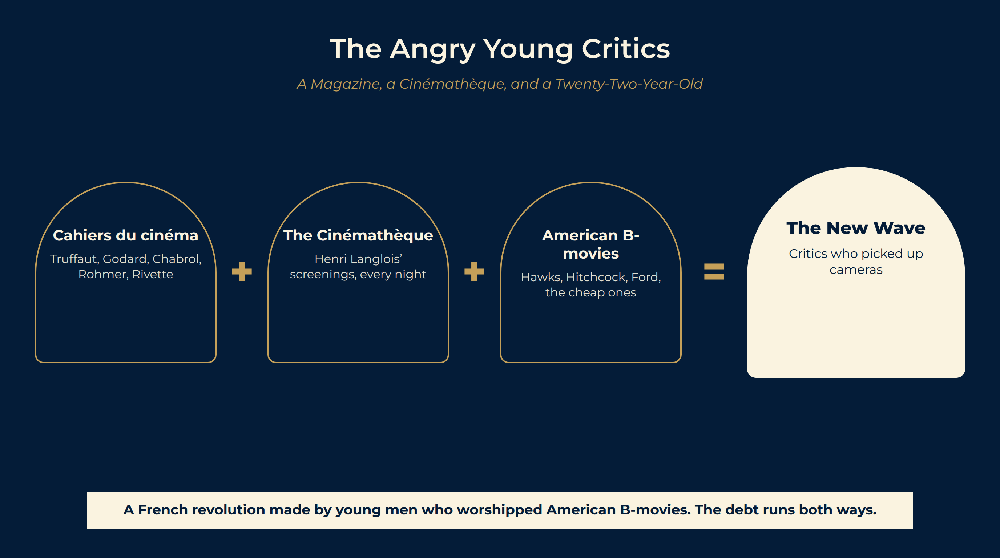 The Angry Young Critics
A Magazine, a Cinémathèque, and a Twenty-Two-Year-Old
Cahiers du cinéma
Truffaut, Godard, Chabrol,
Rohmer, Rivette
+
The Cinémathèque
Henri Langlois’
screenings, every night
+
American B-
movies
Hawks, Hitchcock, Ford,
the cheap ones
=
The New Wave
Critics who picked up
cameras
A French revolution made by young men who worshipped American B-movies. The debt runs both ways.